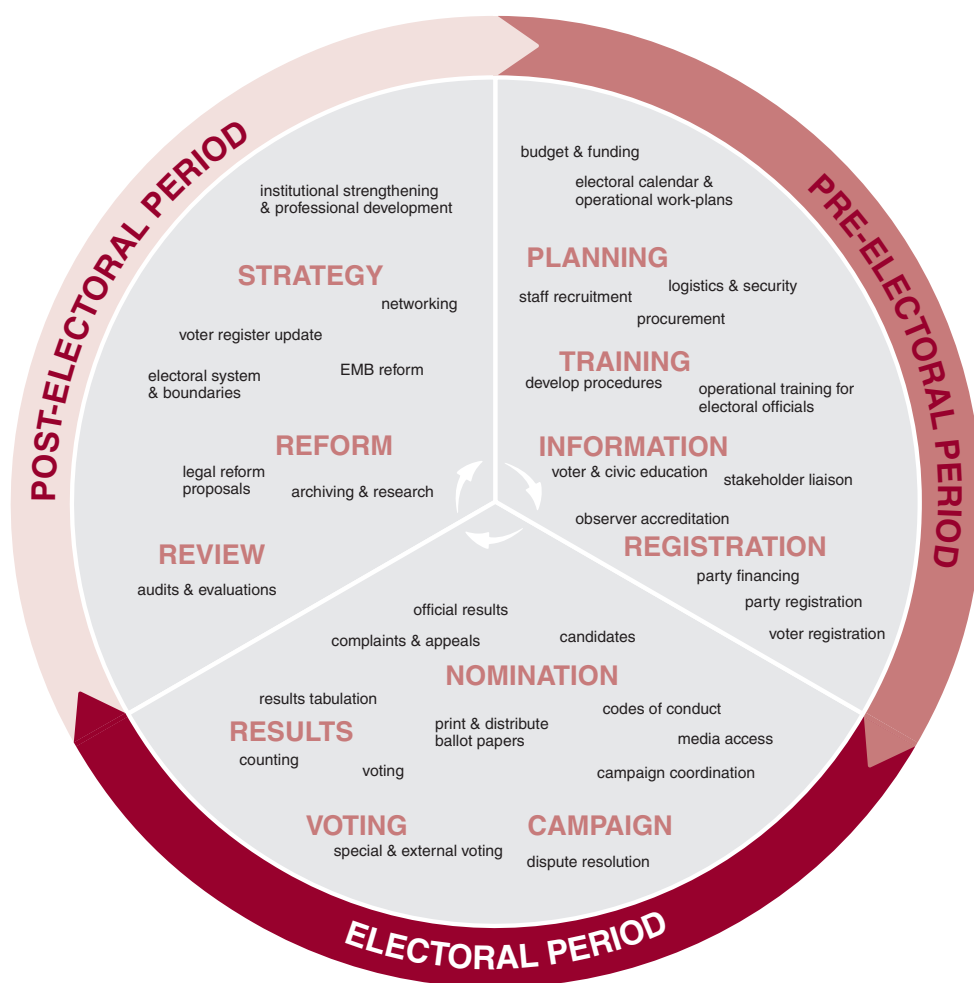 POST-ELECTORAL PERIOD
institutional strengthening
& professional development
STRATEGY
networking
voter register update
EMB reform
electoral system
& boundaries
REFORM
legal reform
proposals
archiving & research
REVIEW
audits & evaluations
PRE-ELECTORAL PERIOD
budget & funding
electoral calendar &
operational work-plans
PLANNING
logistics & security
staff recruitment
procurement
TRAINING
develop procedures
operational training for
electoral officials
INFORMATION
voter & civic education
stakeholder liaison
observer accreditation
REGISTRATION
party financing
party registration
voter registration
official results
complaints & appeals
candidates
NOMINATION
results tabulation
codes of conduct
RESULTS
print & distribute
ballot papers
media access
counting
voting
campaign coordination
VOTING
CAMPAIGN
special & external voting
dispute resolution
ELECTORAL PERIOD